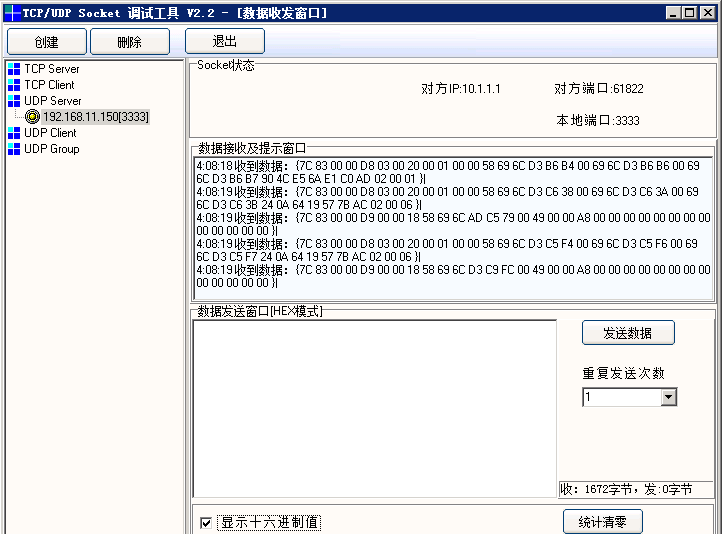 TCP/UDP Socket 调试工具 V2.2 - [数据收发窗口]
创建 删除 退出
TCP Server
TCP Client
UDP Server
192.168.11.150[3333]
UDP Client
UDP Group
Socket状态
对方IP:10.1.1.1 对方端口:61822
本地端口:3333
数据接收及提示窗口
4:08:18收到数据：{7C 83 00 00 D8 03 00 20 00 01 00 00 58 69 6C D3 B6 B4 00 69 6C D3 B6 B6 00 69
6C D3 B6 B7 90 4C E5 6A E1 C0 AD 02 00 01 }|
4:08:19收到数据：{7C 83 00 00 D8 03 00 20 00 01 00 00 58 69 6C D3 C6 38 00 69 6C D3 C6 3A 00 69
6C D3 C6 3B 24 0A 64 19 57 7B AC 02 00 06 }|
4:08:19收到数据：{7C 83 00 00 D9 00 00 18 58 69 6C AD C5 79 00 49 00 00 A8 00 00 00 00 00 00 00 00
00 00 00 00 00 }|
4:08:19收到数据：{7C 83 00 00 D8 03 00 20 00 01 00 00 58 69 6C D3 C5 F4 00 69 6C D3 C5 F6 00 69
6C D3 C5 F7 24 0A 64 19 57 7B AC 02 00 06 }|
4:08:19收到数据：{7C 83 00 00 D9 00 00 18 58 69 6C D3 C9 FC 00 49 00 00 A8 00 00 00 00 00 00 00 00
00 00 00 00 00 }|
数据发送窗口[HEX模式]
发送数据
重复发送次数
1
收：1672字节，发:0字节
显示十六进制值 统计清零